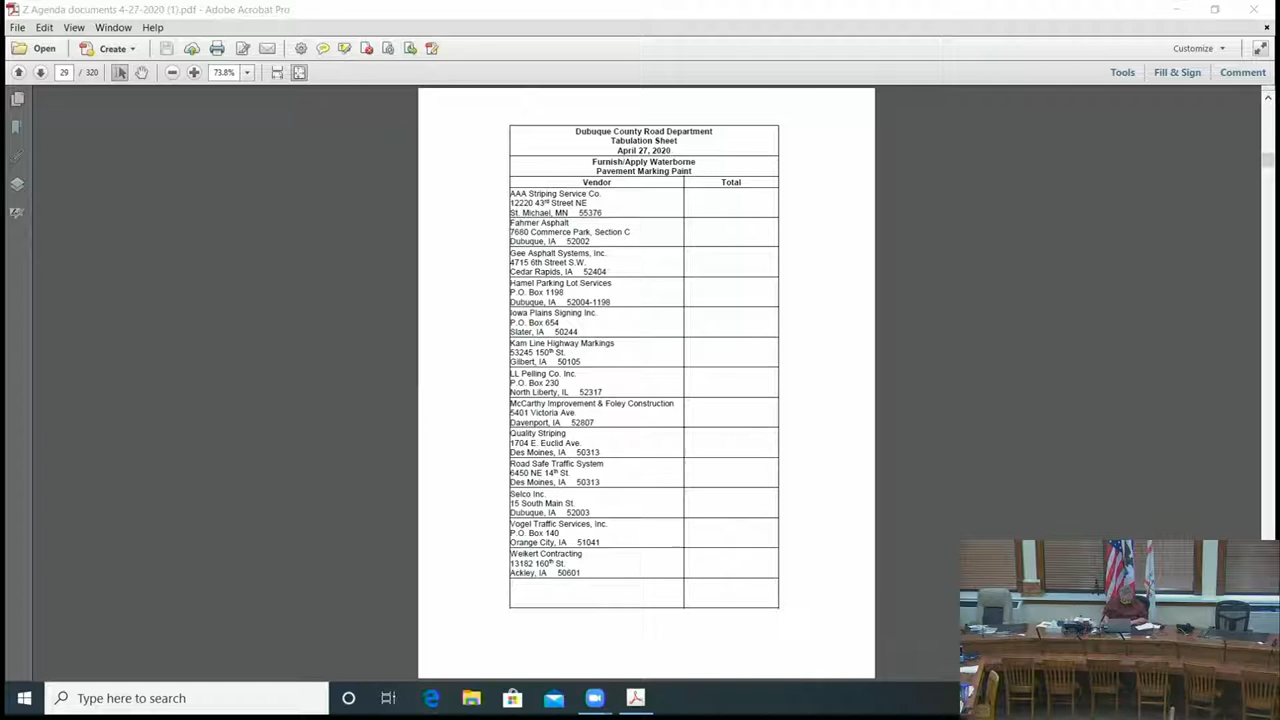 Z Agenda documents 4-27-2020 (1).pdf - Adobe Acrobat Pro
File Edit View Window Help
Open Create Customize
29 / 320 73.8% Tools Fill & Sign Comment
Dubuque County Road Department
Tabulation Sheet
April 27, 2020
Furnish/Apply Waterborne
Pavement Marking Paint
Vendor Total
AAA Striping Service Co.
12220 43rd Street NE
St. Michael, MN 55376
Fahrner Asphalt
7680 Commerce Park, Section C
Dubuque, IA 52002
Gee Asphalt Systems, Inc.
4715 6th Street S.W.
Cedar Rapids, IA 52404
Hamel Parking Lot Services
P.O. Box 1198
Dubuque, IA 52004-1198
Iowa Plains Signing Inc.
P.O. Box 654
Slater, IA 50244
Kam Line Highway Markings
53245 150th St.
Gilbert, IA 50105
LL Pelling Co. Inc.
P.O. Box 230
North Liberty, IL 52317
McCarthy Improvement & Foley Construction
5401 Victoria Ave.
Davenport, IA 52807
Quality Striping
1704 E. Euclid Ave.
Des Moines, IA 50313
Road Safe Traffic System
6450 NE 14th St.
Des Moines, IA 50313
Selco Inc.
15 South Main St.
Dubuque, IA 52003
Vogel Traffic Services, Inc.
P.O. Box 140
Orange City, IA 51041
Weikert Contracting
13182 160th St.
Ackley, IA 50601
Type here to search